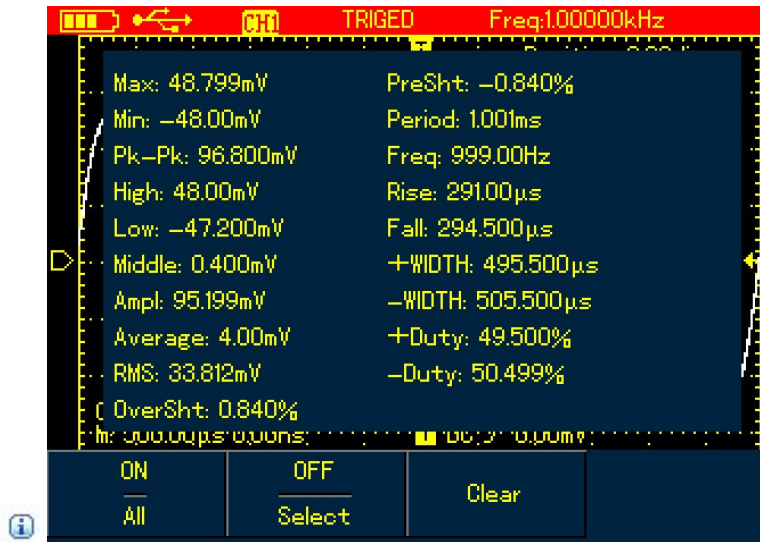 CH1 TRIGED Freq:1.00000kHz
T
Max: 48.799mV PreSht: –0.840%
Min: –48.00mV Period: 1.001ms
Pk–Pk: 96.800mV Freq: 999.00Hz
High: 48.00mV Rise: 291.00µs
Low: –47.200mV Fall: 294.500µs
Middle: 0.400mV +WIDTH: 495.500µs
Ampl: 95.199mV –WIDTH: 505.500µs
Average: 4.00mV +Duty: 49.500%
RMS: 33.812mV –Duty: 50.499%
OverSht: 0.840%
ON OFF Clear
All Select